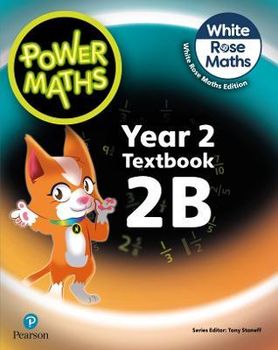 POWER
MATHS
White
Rose
Maths
White Rose Maths Edition
Year 2
Textbook
2B
Pearson
Series Editor: Tony Staneff